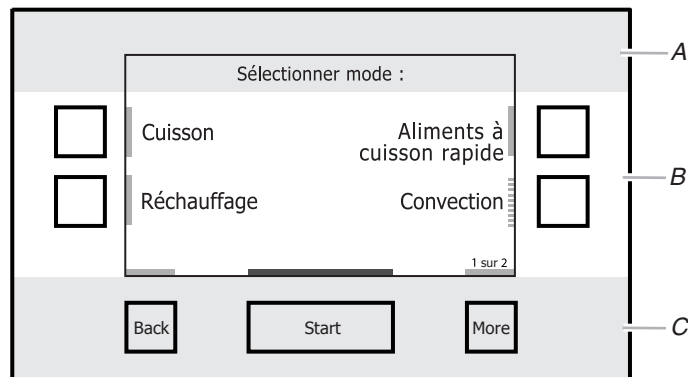 A
Sélectionner mode :
Cuisson
Aliments à
cuisson rapide
B
Réchauffage
Convection
1 sur 2
Back
Start
More
C